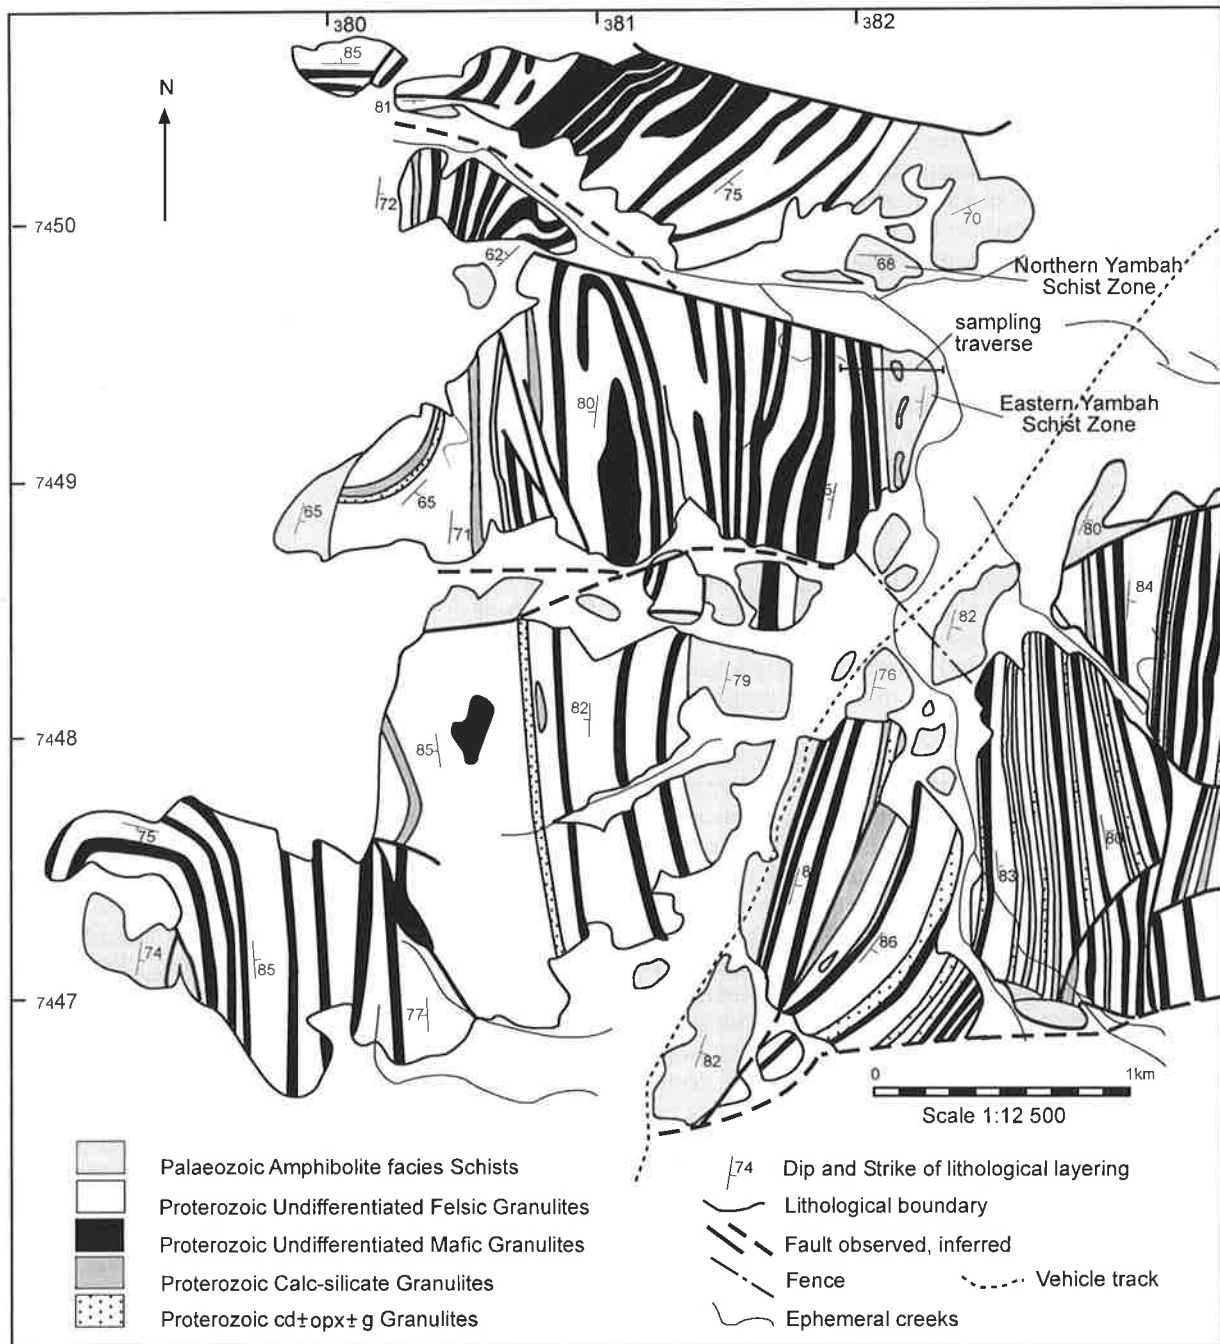 380 381 382
85
N
81
75
72
7450
70
62
68
Northern Yambah
Schist Zone
sampling
traverse
80
Eastern Yambah
Schist Zone
7449
65
65
71
80
84
82
79
76
82
7448
85
75
80
83
8
86
74
85
77
7447
82
0 1km
Scale 1:12 500
Palaeozoic Amphibolite facies Schists
Proterozoic Undifferentiated Felsic Granulites
Proterozoic Undifferentiated Mafic Granulites
Proterozoic Calc-silicate Granulites
Proterozoic cd±opx± g Granulites
74 Dip and Strike of lithological layering
Lithological boundary
Fault observed, inferred
Fence Vehicle track
Ephemeral creeks